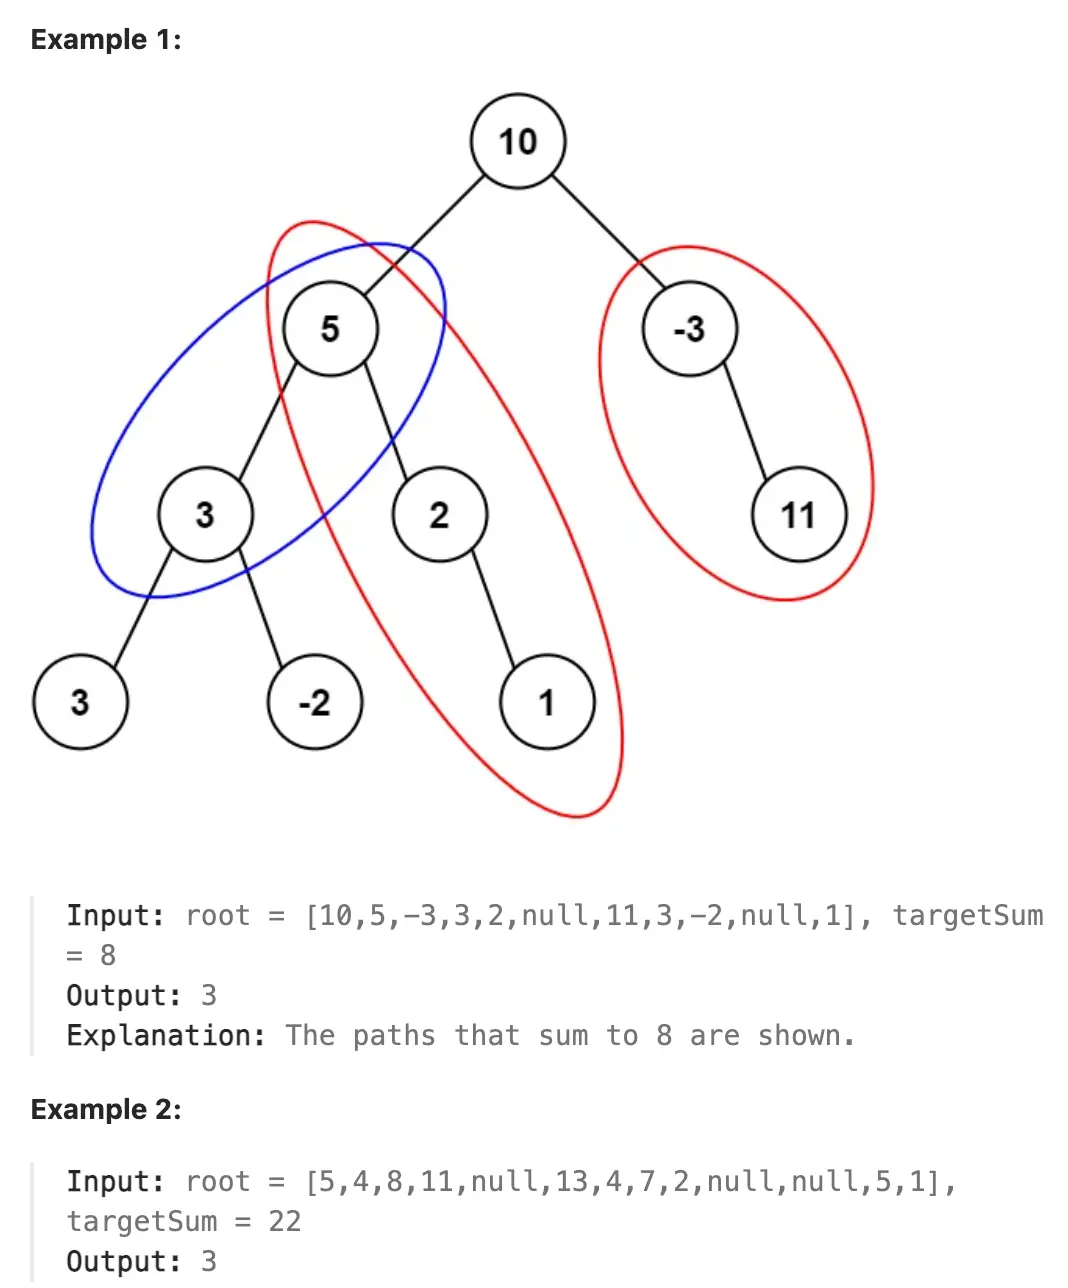 Example 1:
10
5
-3
3
2
11
3
-2
1
Input: root = [10,5,−3,3,2,null,11,3,−2,null,1], targetSum
= 8
Output: 3
Explanation: The paths that sum to 8 are shown.
Example 2:
Input: root = [5,4,8,11,null,13,4,7,2,null,null,5,1],
targetSum = 22
Output: 3